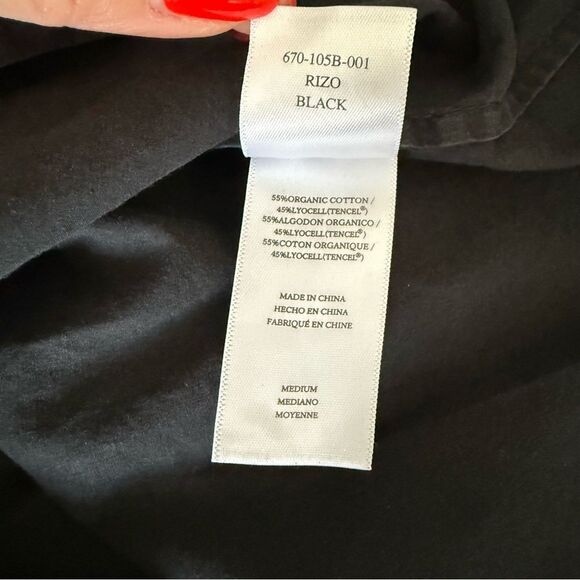 670-105B-001
RIZO
BLACK
55%ORGANIC COTTON /
45%LYOCELL(TENCEL®)
55%ALGODON ORGANICO /
45%LYOCELL(TENCEL®)
55%COTON ORGANIQUE /
45%LYOCELL(TENCEL®)
MADE IN CHINA
HECHO EN CHINA
FABRIQUÉ EN CHINE
MEDIUM
MEDIANO
MOYENNE